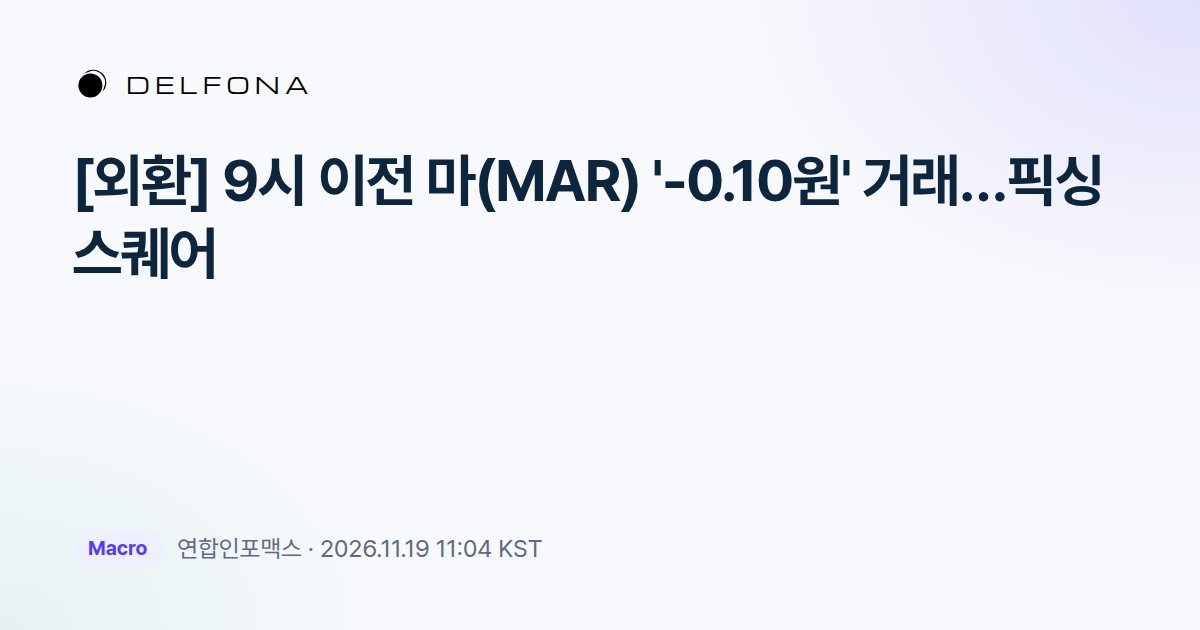 DELFONA
[외환] 9시 이전 마(MAR) '-0.10원' 거래…픽싱
스퀘어
Macro 연합인포맥스 · 2026.11.19 11:04 KST